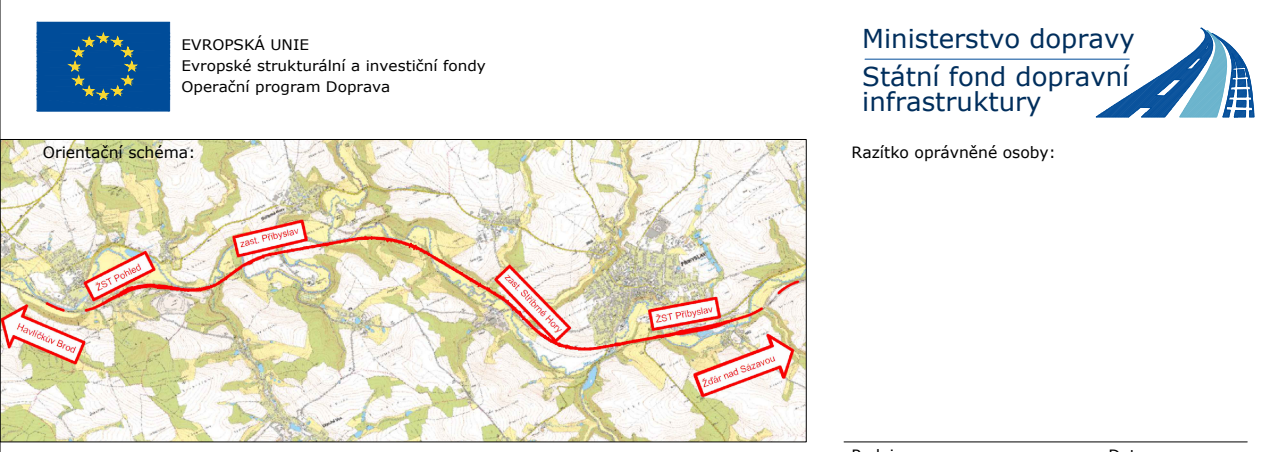 EVROPSKÁ UNIE
Evropské strukturální a investiční fondy
Operační program Doprava
Ministerstvo dopravy
Státní fond dopravní
infrastruktury
Orientační schéma:
Razítko oprávněné osoby:
ŽST Pohled
zast. Přibyslav
zast. Stříbrné Hory
ŽST Přibyslav
Havlíčkův Brod
Žďár nad Sázavou